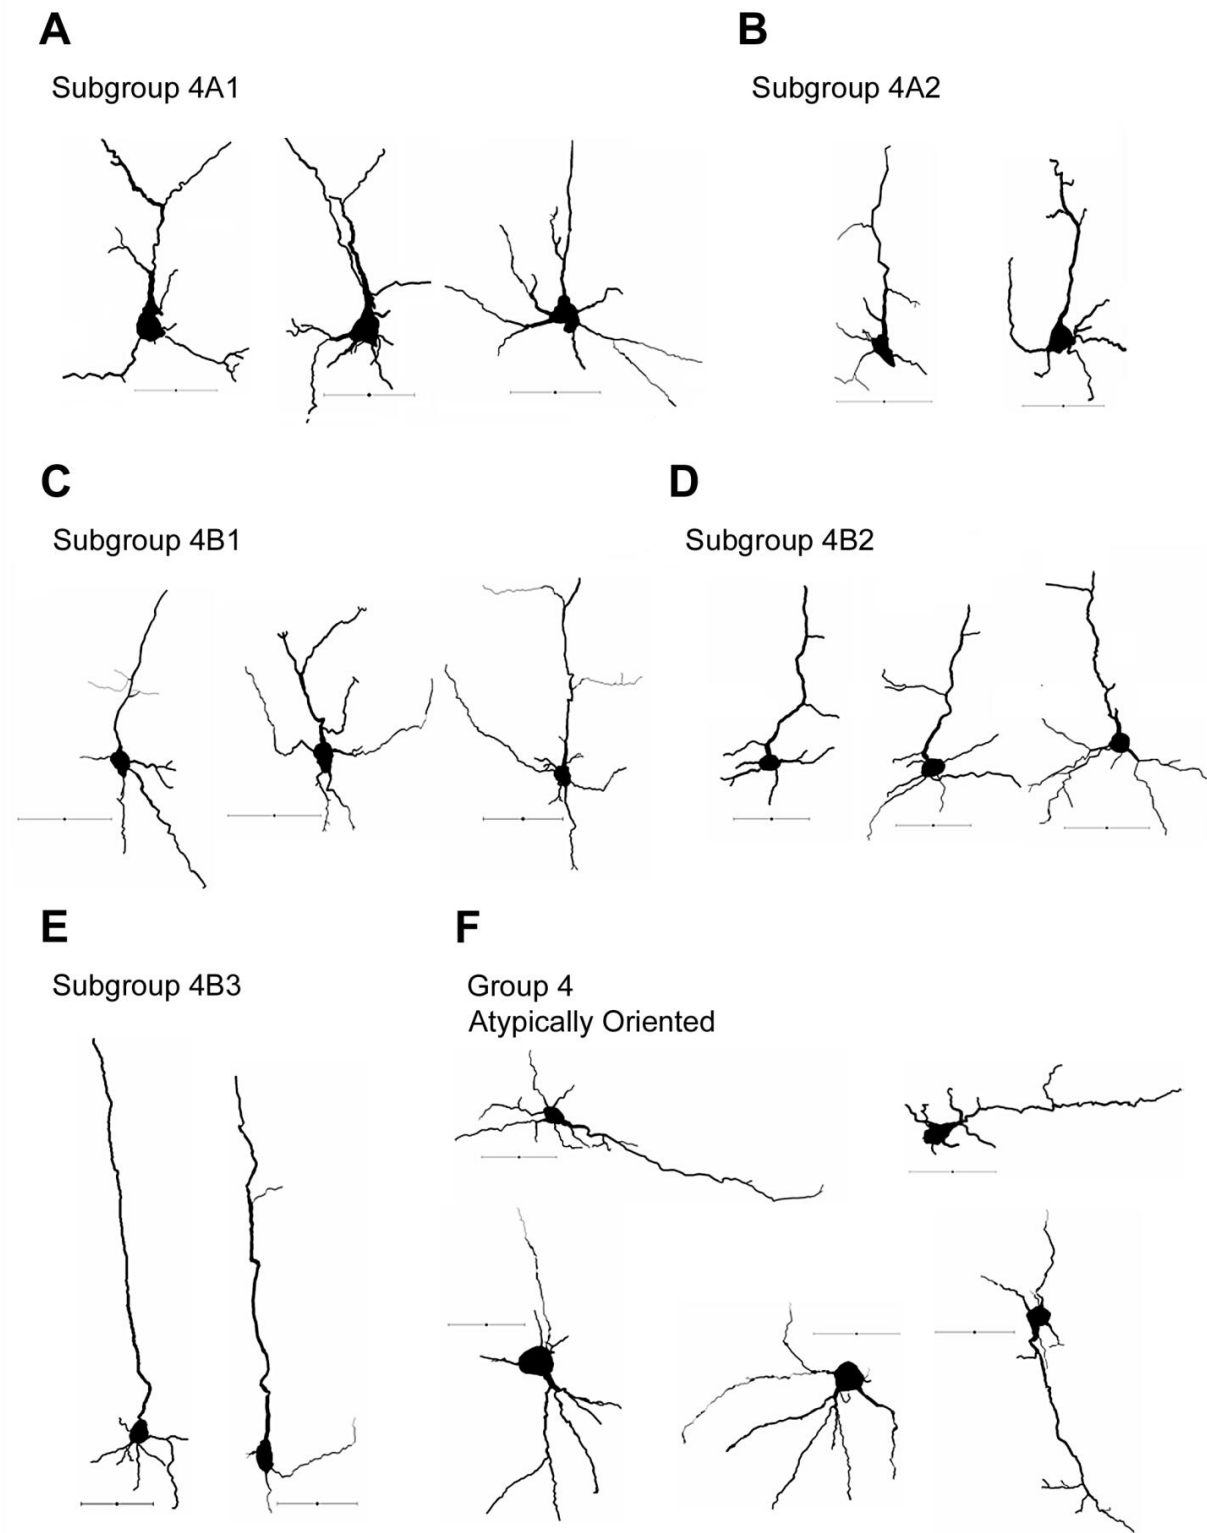 A
Subgroup 4A1
B
Subgroup 4A2
C
Subgroup 4B1
D
Subgroup 4B2
E
Subgroup 4B3
F
Group 4
Atypically Oriented